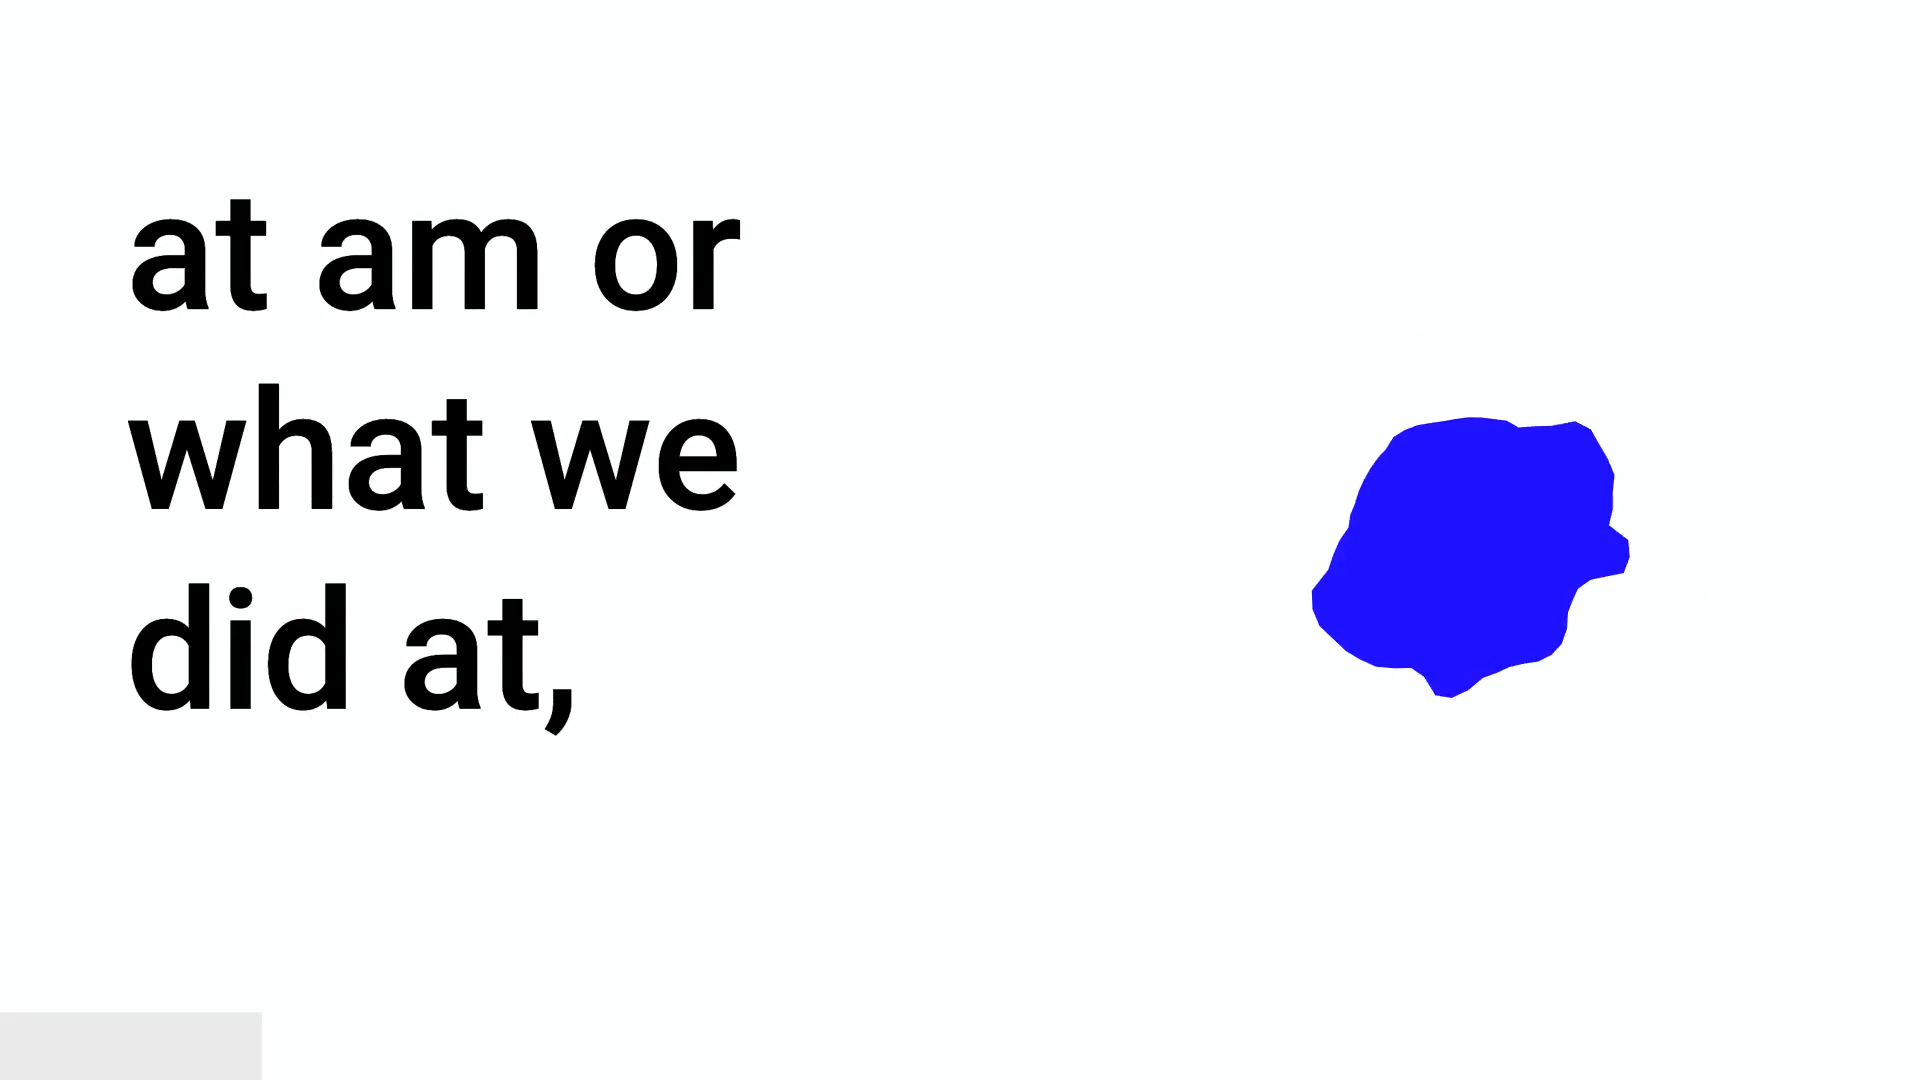 at am or
what we
did at,